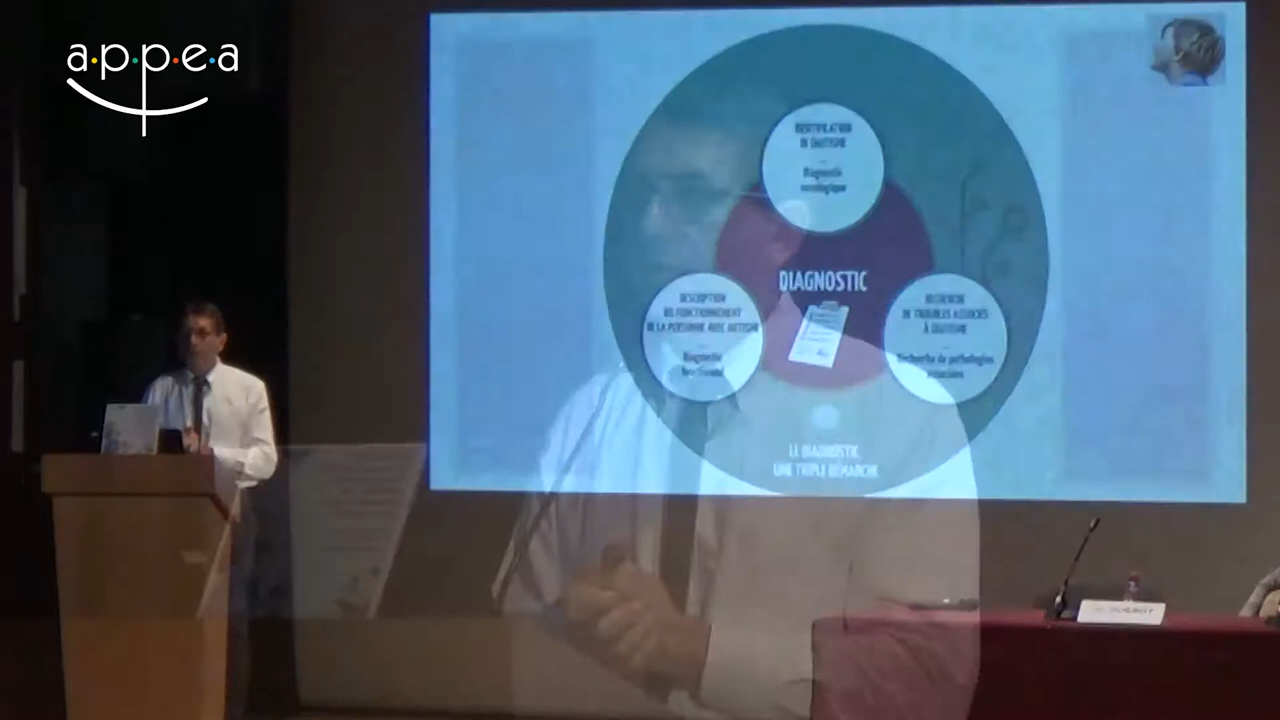 a·p·p·e·a
IDENTIFICATION
DE L'AUTISME
Diagnostic
nosologique
DIAGNOSTIC
DESCRIPTION
DU FONCTIONNEMENT
DE LA PERSONNE AVEC AUTISME
Diagnostic
fonctionnel
RECHERCHE
DE TROUBLES ASSOCIÉS
À L'AUTISME
Recherche de pathologies
associées
LE DIAGNOSTIC
UNE TRIPLE DÉMARCHE